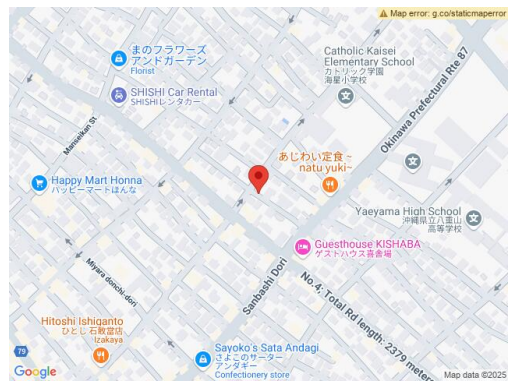 Map error: g.co/staticmaperror
まのフラワーズ
アンドガーデン
Florist
Catholic Kaisei
Elementary School
カトリック学園
海星小学校
Okinawa Prefectural Rte 87
SHISHI Car Rental
SHISHIレンタカー
Manseikan St
あじわい定食 ~
natu yuki~
Happy Mart Honna
ハッピーマートほんな
Yaeyama High School
沖縄県立八重山
高等学校
Guesthouse KISHABA
ゲストハウス喜舎場
Miyara donchi-dori
Sanbashi Dori
No.4, Total Rd length: 2379 meters
Hitoshi Ishiganto
ひとし 石敢當店
Izakaya
79
Sayoko's Sata Andagi
さよこのサーター
アンダギー
Confectionery store
Google
Map data ©2025